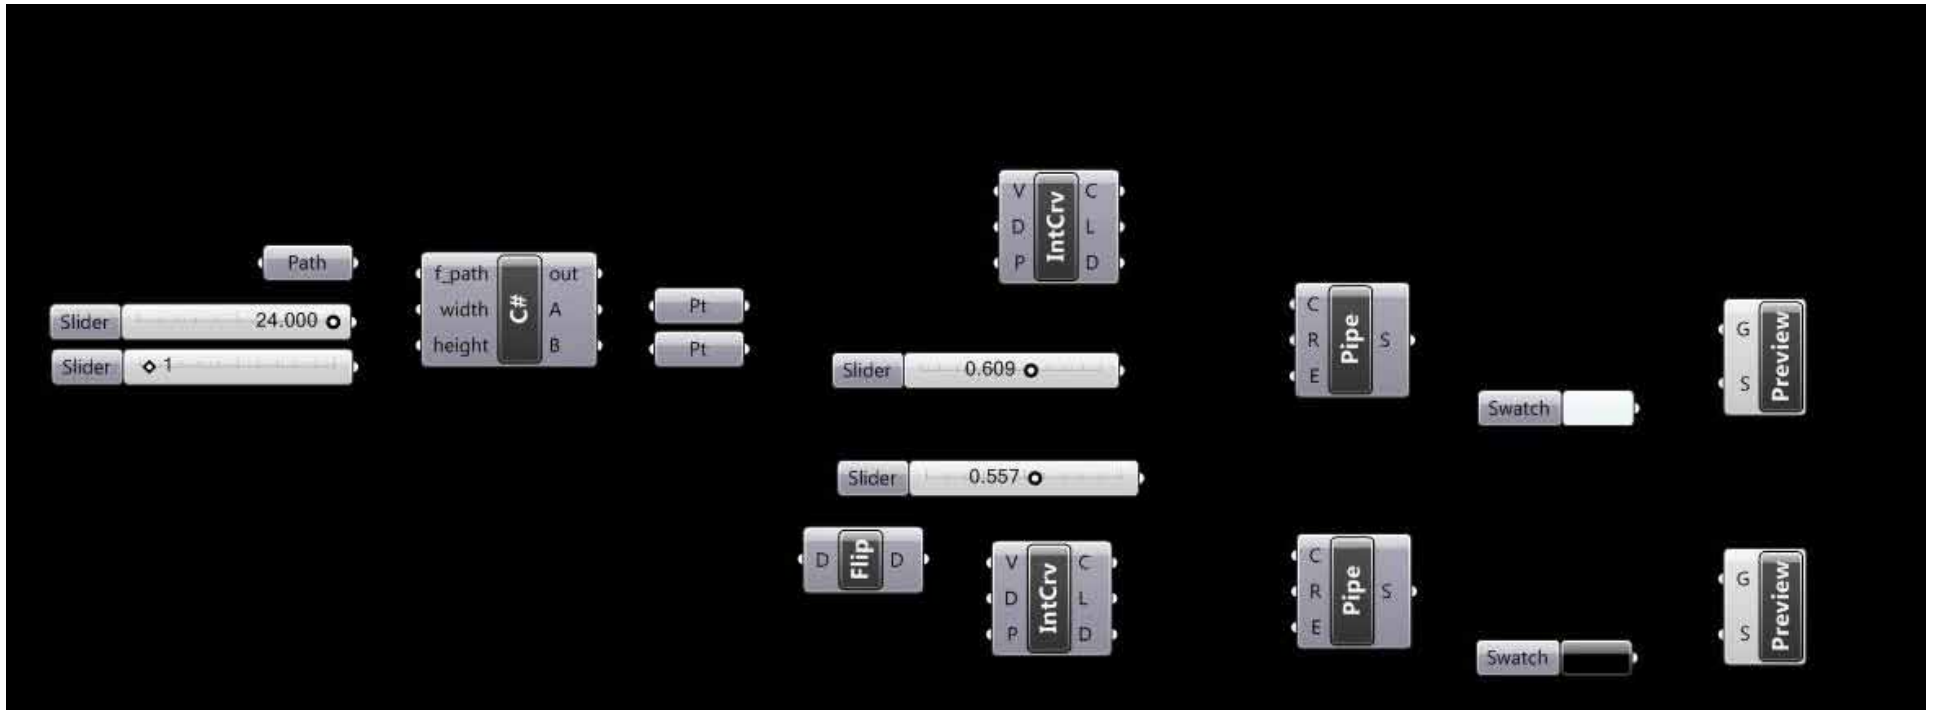 V C
D IntCrv L
P D
Path
f_path out
Slider 24.000
width C# A
Slider 1
height B
Pt
Pt
Slider 0.609
C
R Pipe S
E
G
S Preview
Swatch
Slider 0.557
D Flip D
V C
D IntCrv L
P D
C
R Pipe S
E
G
S Preview
Swatch